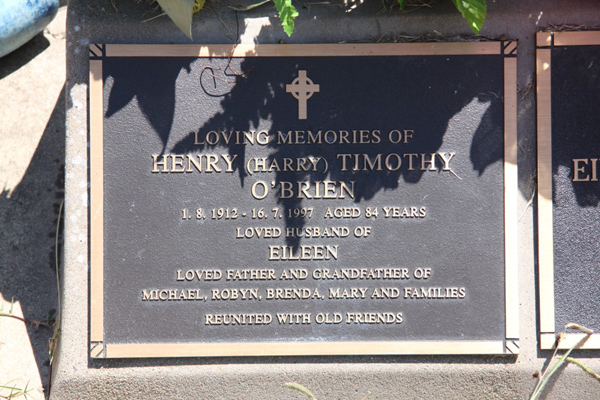 LOVING MEMORIES OF
HENRY (HARRY) TIMOTHY
O'BRIEN
1. 8. 1912 - 16. 7. 1997 AGED 84 YEARS
LOVED HUSBAND OF
EILEEN
LOVED FATHER AND GRANDFATHER OF
MICHAEL, ROBYN, BRENDA, MARY AND FAMILIES
REUNITED WITH OLD FRIENDS